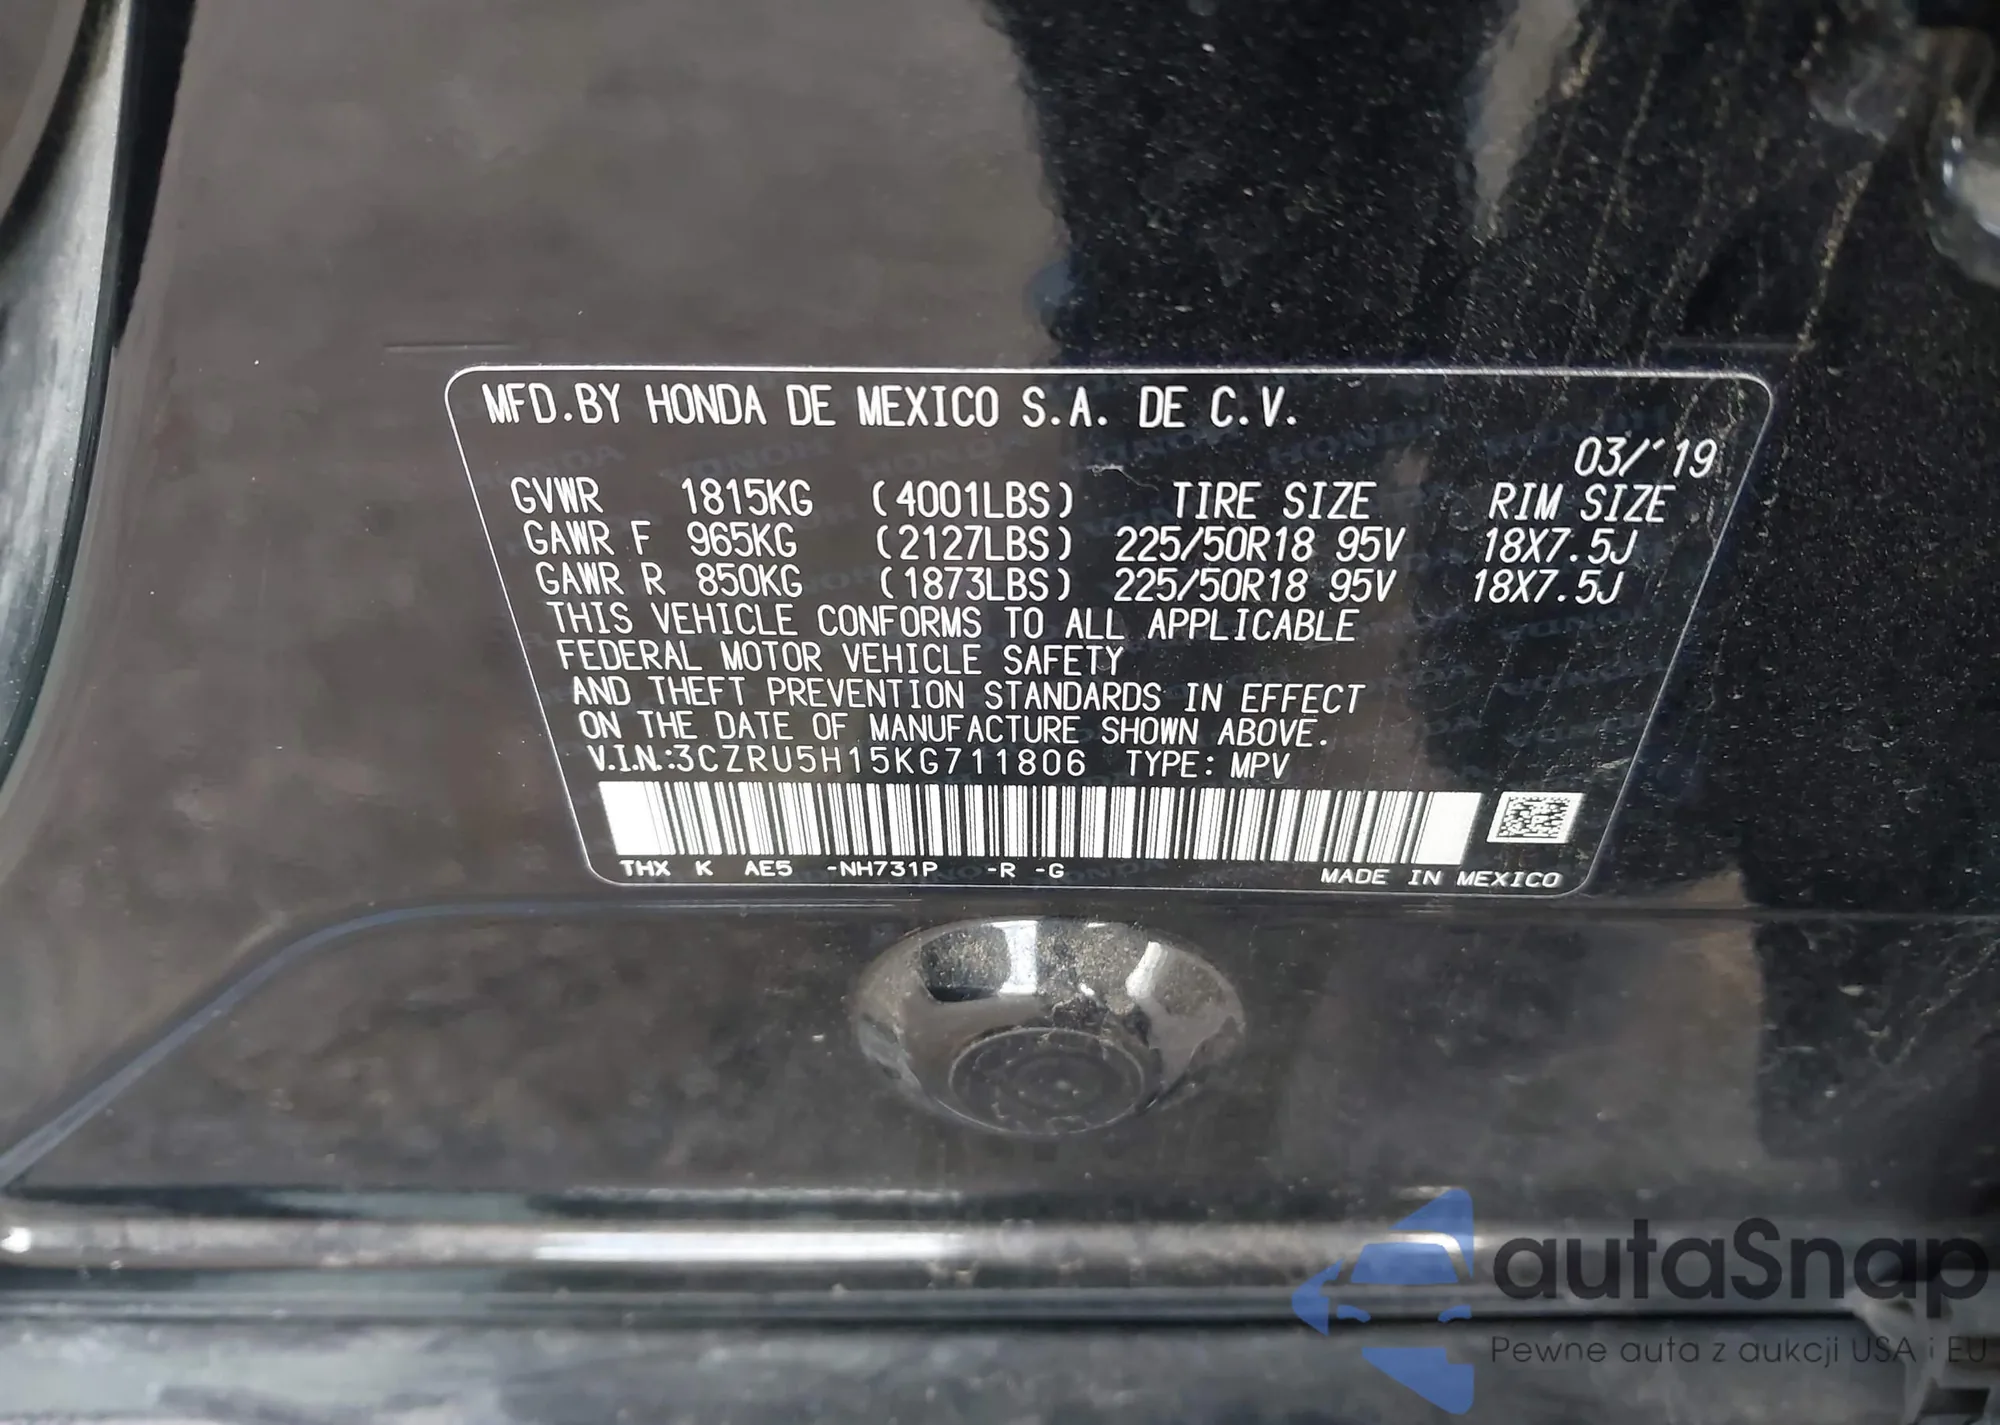 MFD.BY HONDA DE MEXICO S.A. DE C.V.
03/'19
GVWR 1815KG (4001LBS) TIRE SIZE RIM SIZE
GAWR F 965KG (2127LBS) 225/50R18 95V 18X7.5J
GAWR R 850KG (1873LBS) 225/50R18 95V 18X7.5J
THIS VEHICLE CONFORMS TO ALL APPLICABLE
FEDERAL MOTOR VEHICLE SAFETY
AND THEFT PREVENTION STANDARDS IN EFFECT
ON THE DATE OF MANUFACTURE SHOWN ABOVE.
V.I.N.:3CZRU5H15KG711806 TYPE: MPV
THX K AE5 -NH731P -R -G MADE IN MEXICO
autaSnap
Pewne auta z aukcji USA i EU